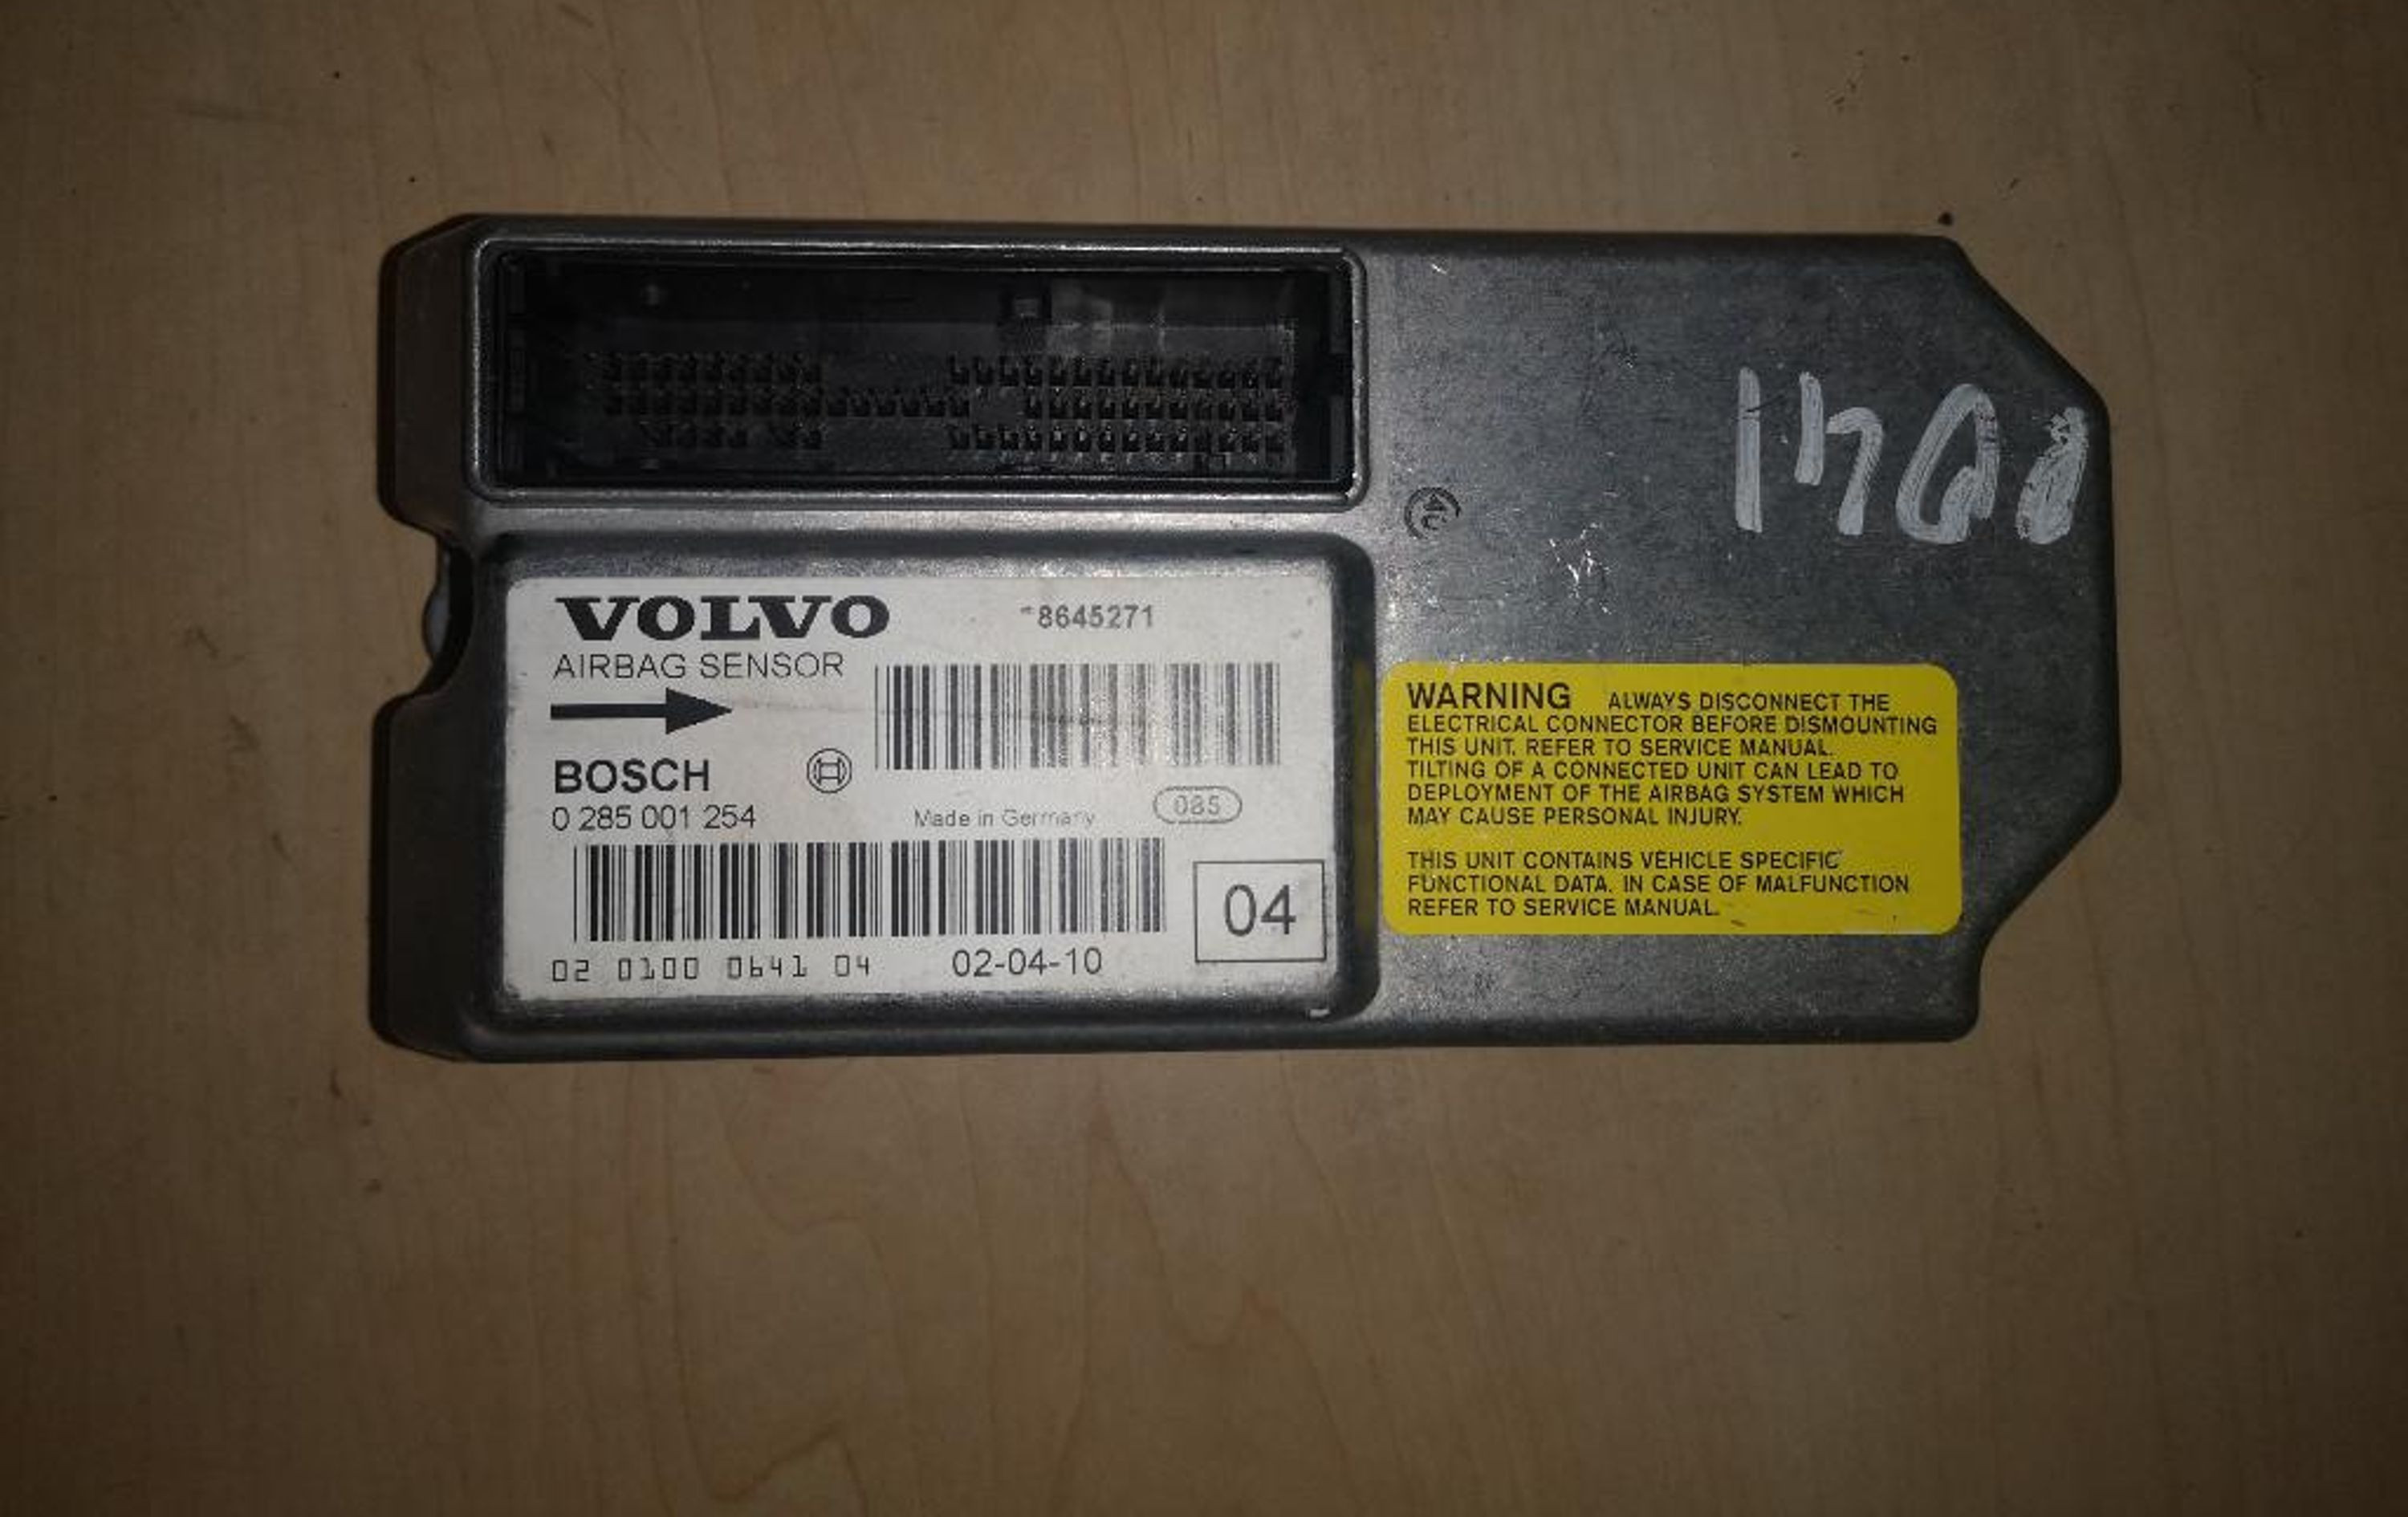 VOLVO
8645271
AIRBAG SENSOR
BOSCH
0 285 001 254
Made in Germany
085
04
02 0100 0641 04
02-04-10
WARNING ALWAYS DISCONNECT THE
ELECTRICAL CONNECTOR BEFORE DISMOUNTING
THIS UNIT. REFER TO SERVICE MANUAL.
TILTING OF A CONNECTED UNIT CAN LEAD TO
DEPLOYMENT OF THE AIRBAG SYSTEM WHICH
MAY CAUSE PERSONAL INJURY.
THIS UNIT CONTAINS VEHICLE SPECIFIC
FUNCTIONAL DATA. IN CASE OF MALFUNCTION
REFER TO SERVICE MANUAL.